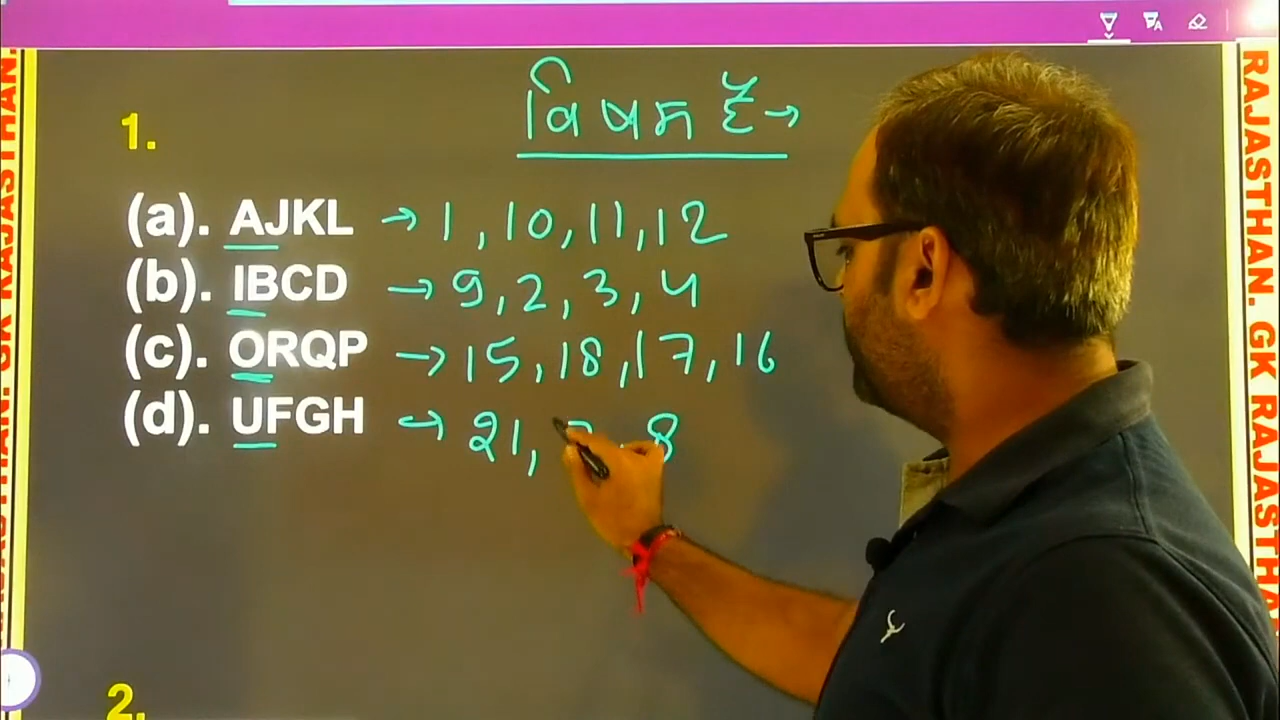 विषम है→
1.
(a). AJKL → 1, 10, 11, 12
(b). IBCD → 9, 2, 3, 4
(c). ORQP → 15, 18, 17, 16
(d). UFGH → 21, 8
2.
RAJASTHAN. GK RAJASTHAN.
RAJASTHAN. GK RAJASTHA